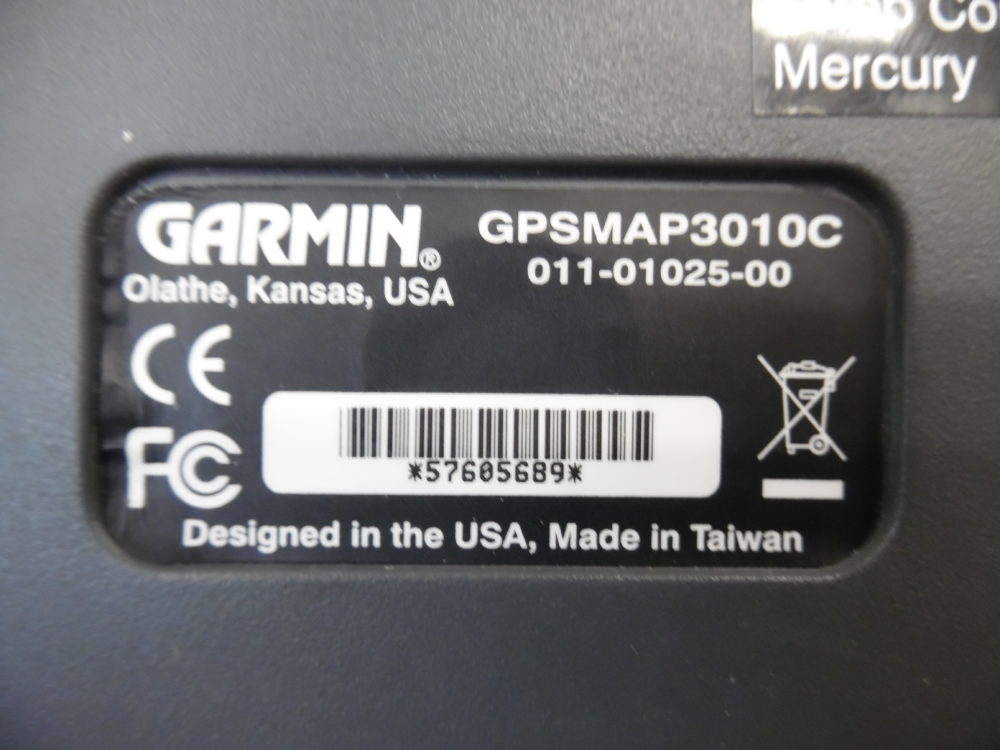 Mercury
GARMIN®
Olathe, Kansas, USA
GPSMAP3010C
011-01025-00
CE
FC
*57605689*
Designed in the USA, Made in Taiwan